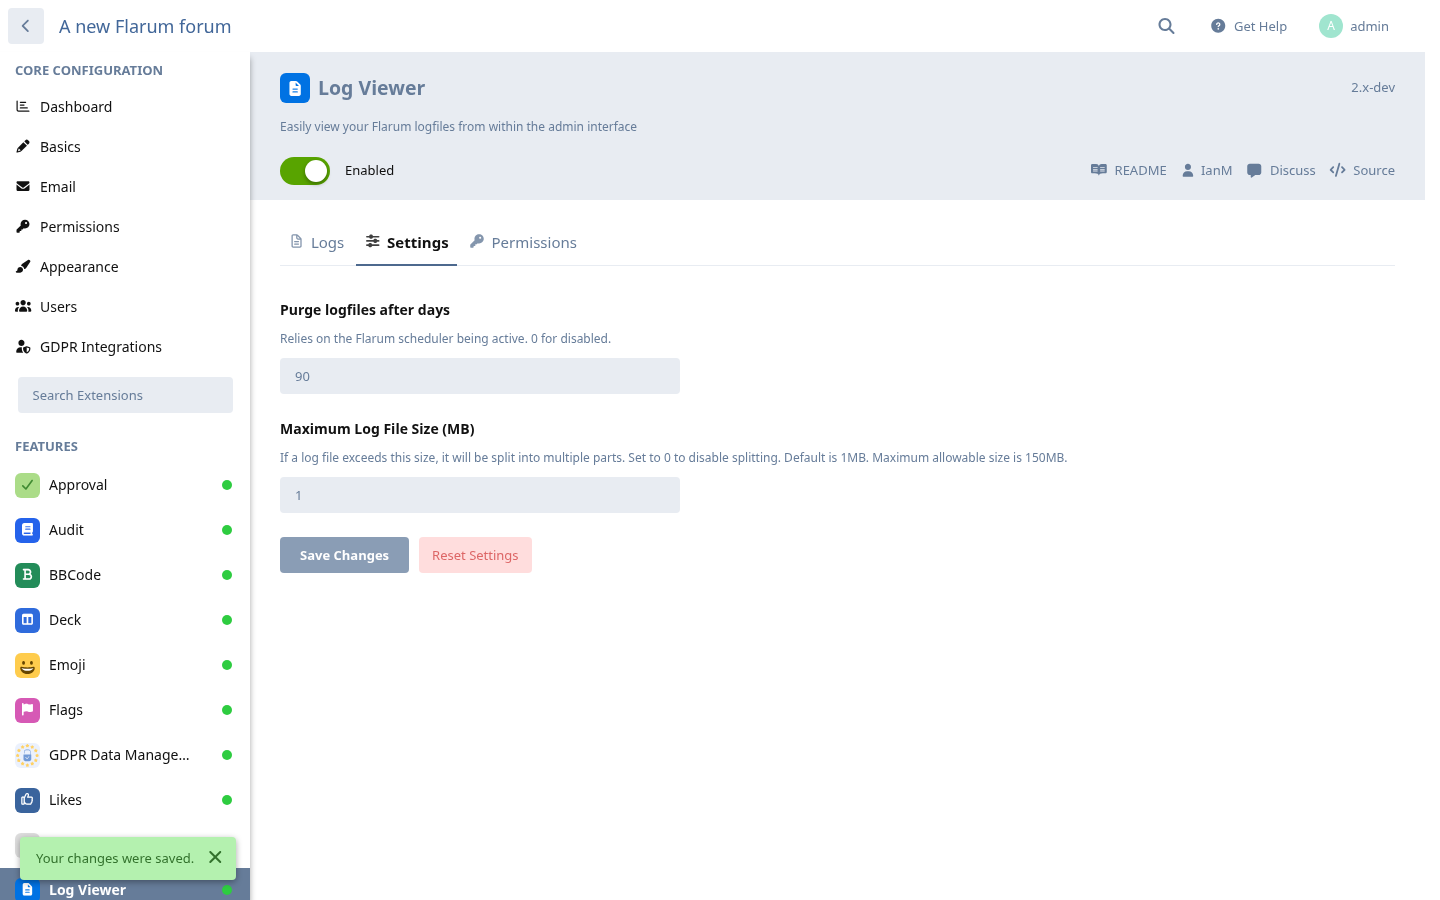 A new Flarum forum
Get Help
A
admin
CORE CONFIGURATION
Dashboard
Basics
Email
Permissions
Appearance
Users
GDPR Integrations
Search Extensions
FEATURES
Approval
Audit
BBCode
Deck
Emoji
Flags
GDPR Data Manage...
Likes
Your changes were saved.
Log Viewer
Log Viewer
2.x-dev
Easily view your Flarum logfiles from within the admin interface
Enabled
README
IanM
Discuss
Source
Logs
Settings
Permissions
Purge logfiles after days
Relies on the Flarum scheduler being active. 0 for disabled.
90
Maximum Log File Size (MB)
If a log file exceeds this size, it will be split into multiple parts. Set to 0 to disable splitting. Default is 1MB. Maximum allowable size is 150MB.
1
Save Changes
Reset Settings